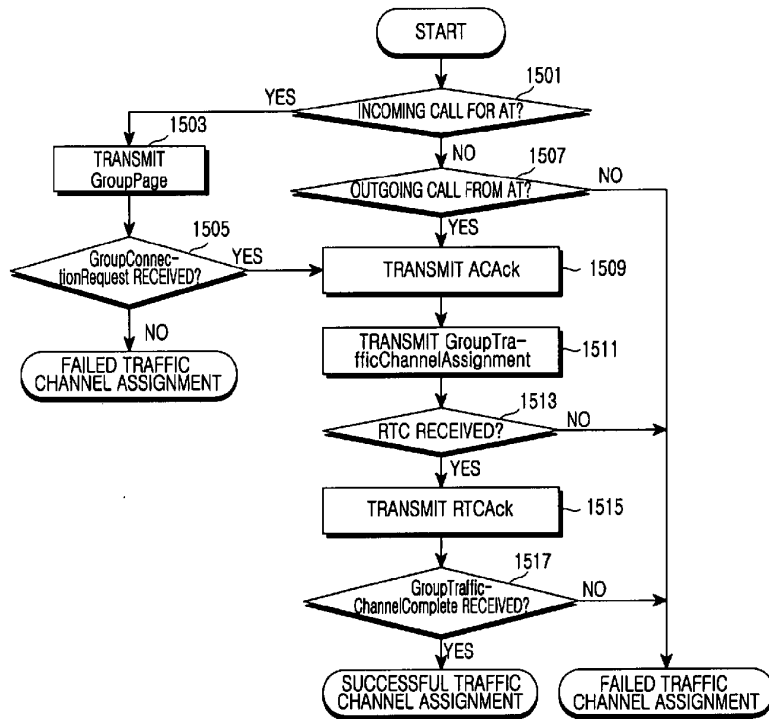 START
1501
INCOMING CALL FOR AT?
YES
NO
1503
TRANSMIT
GroupPage
1507
OUTGOING CALL FROM AT?
NO
YES
1505
GroupConnec-
tionRequest RECEIVED?
YES
NO
FAILED TRAFFIC
CHANNEL ASSIGNMENT
TRANSMIT ACAck
1509
TRANSMIT GroupTra-
fficChannelAssignment
1511
1513
RTC RECEIVED?
NO
YES
TRANSMIT RTCAck
1515
1517
GroupTraffic-
ChannelComplete RECEIVED?
NO
YES
SUCCESSFUL TRAFFIC
CHANNEL ASSIGNMENT
FAILED TRAFFIC
CHANNEL ASSIGNMENT